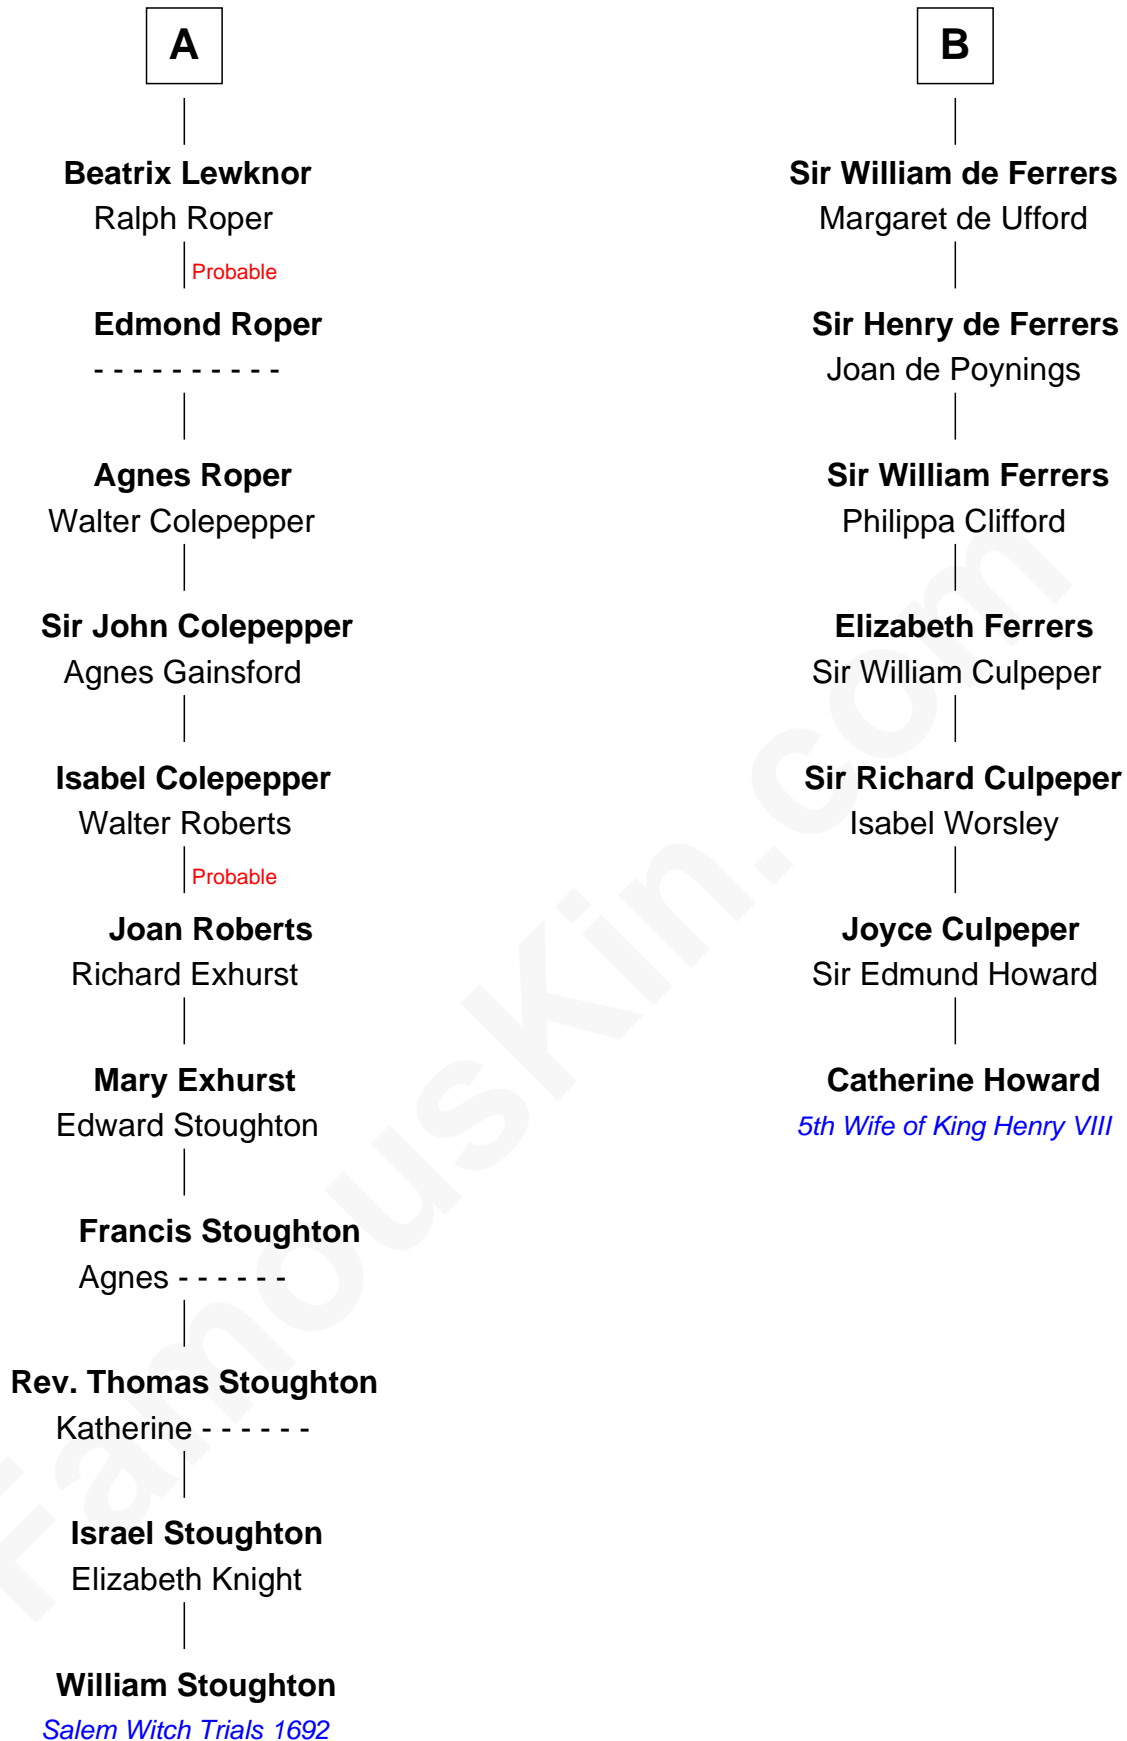 A
Beatrix Lewknor
Ralph Roper
Probable
Edmond Roper
- - - - - - - - - -
Agnes Roper
Walter Colepepper
Sir John Colepepper
Agnes Gainsford
Isabel Colepepper
Walter Roberts
Probable
Joan Roberts
Richard Exhurst
Mary Exhurst
Edward Stoughton
Francis Stoughton
Agnes - - - - - -
Rev. Thomas Stoughton
Katherine - - - - - -
Israel Stoughton
Elizabeth Knight
William Stoughton
Salem Witch Trials 1692
B
Sir William de Ferrers
Margaret de Ufford
Sir Henry de Ferrers
Joan de Poynings
Sir William Ferrers
Philippa Clifford
Elizabeth Ferrers
Sir William Culpeper
Sir Richard Culpeper
Isabel Worsley
Joyce Culpeper
Sir Edmund Howard
Catherine Howard
5th Wife of King Henry VIII
FamousKin.com